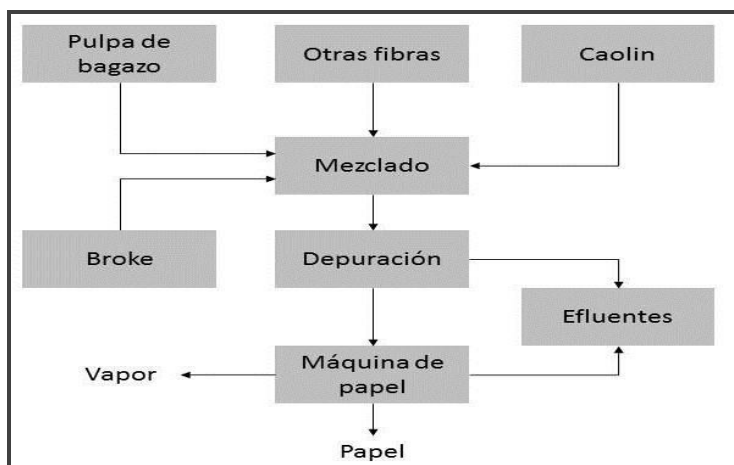 Pulpa de
bagazo
Otras fibras
Caolin
Mezclado
Broke
Depuración
Efluentes
Vapor
Máquina de
papel
Papel